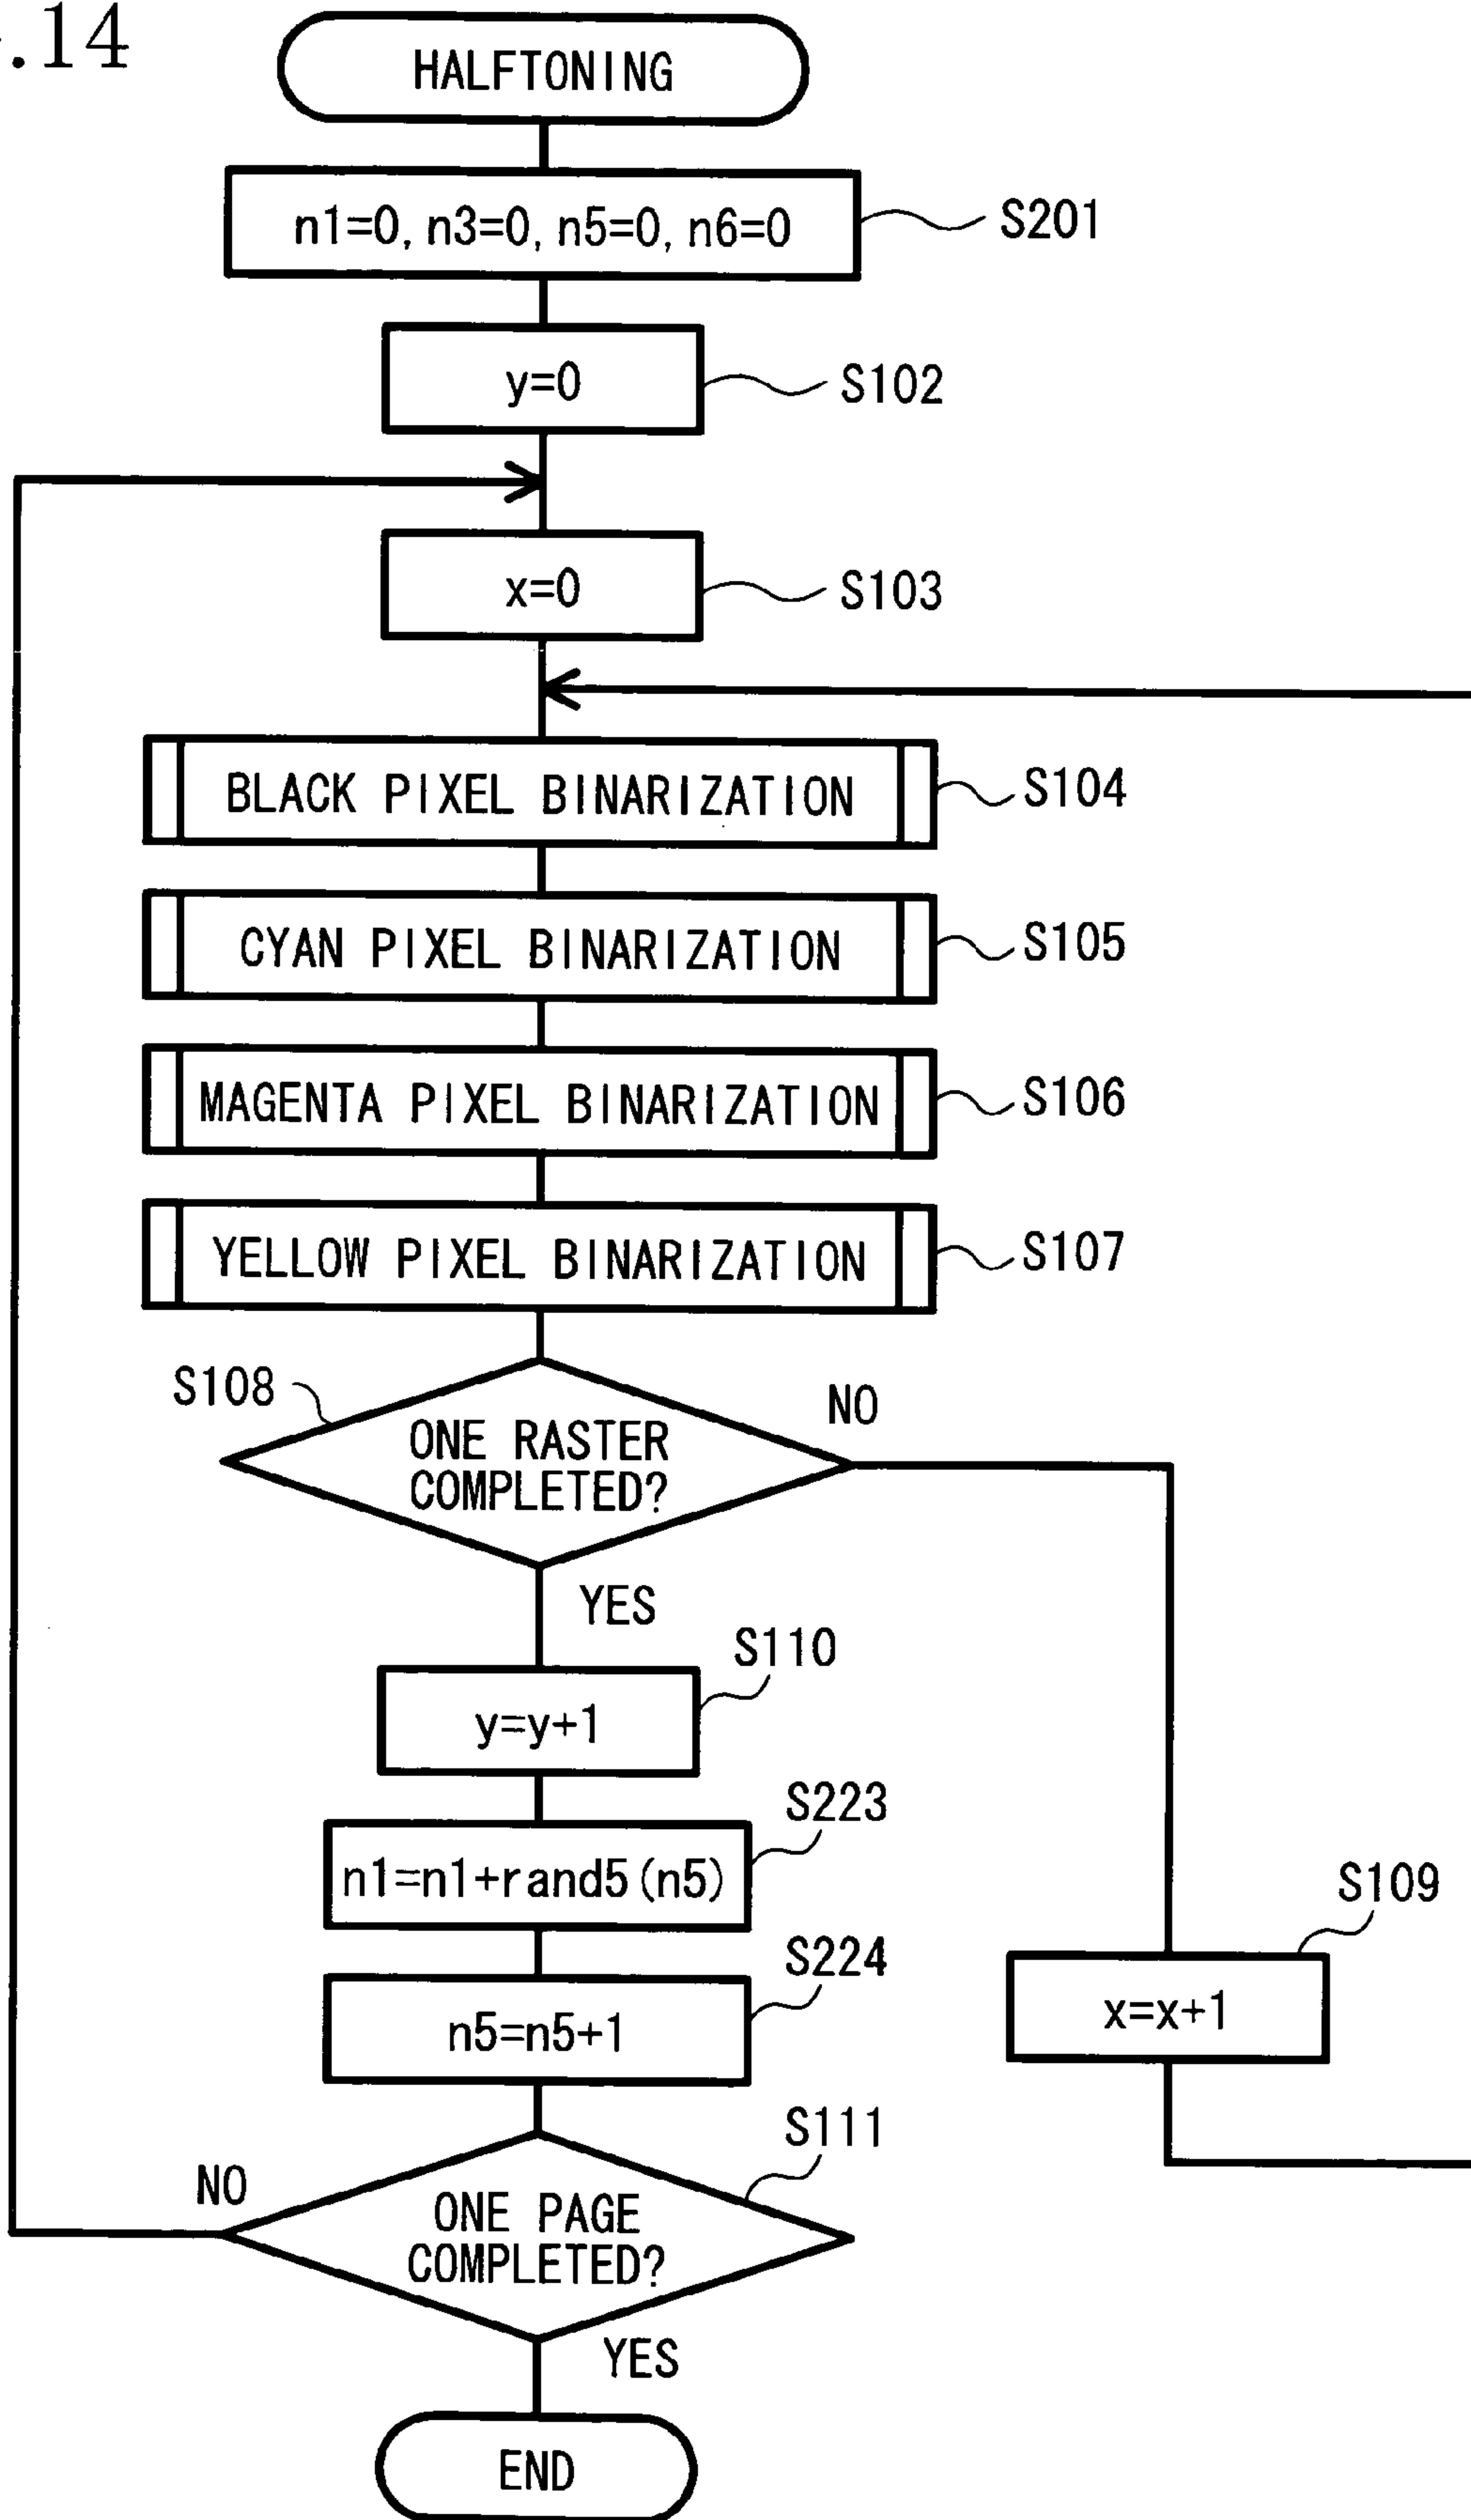 .14
HALFTONING
n1=0, n3=0, n5=0, n6=0
S201
y=0
S102
x=0
S103
BLACK PIXEL BINARIZATION
S104
CYAN PIXEL BINARIZATION
S105
MAGENTA PIXEL BINARIZATION
S106
YELLOW PIXEL BINARIZATION
S107
S108
ONE RASTER
COMPLETED?
NO
YES
S110
y=y+1
S223
n1=n1+rand5(n5)
S109
x=x+1
S224
n5=n5+1
S111
NO
ONE PAGE
COMPLETED?
YES
END